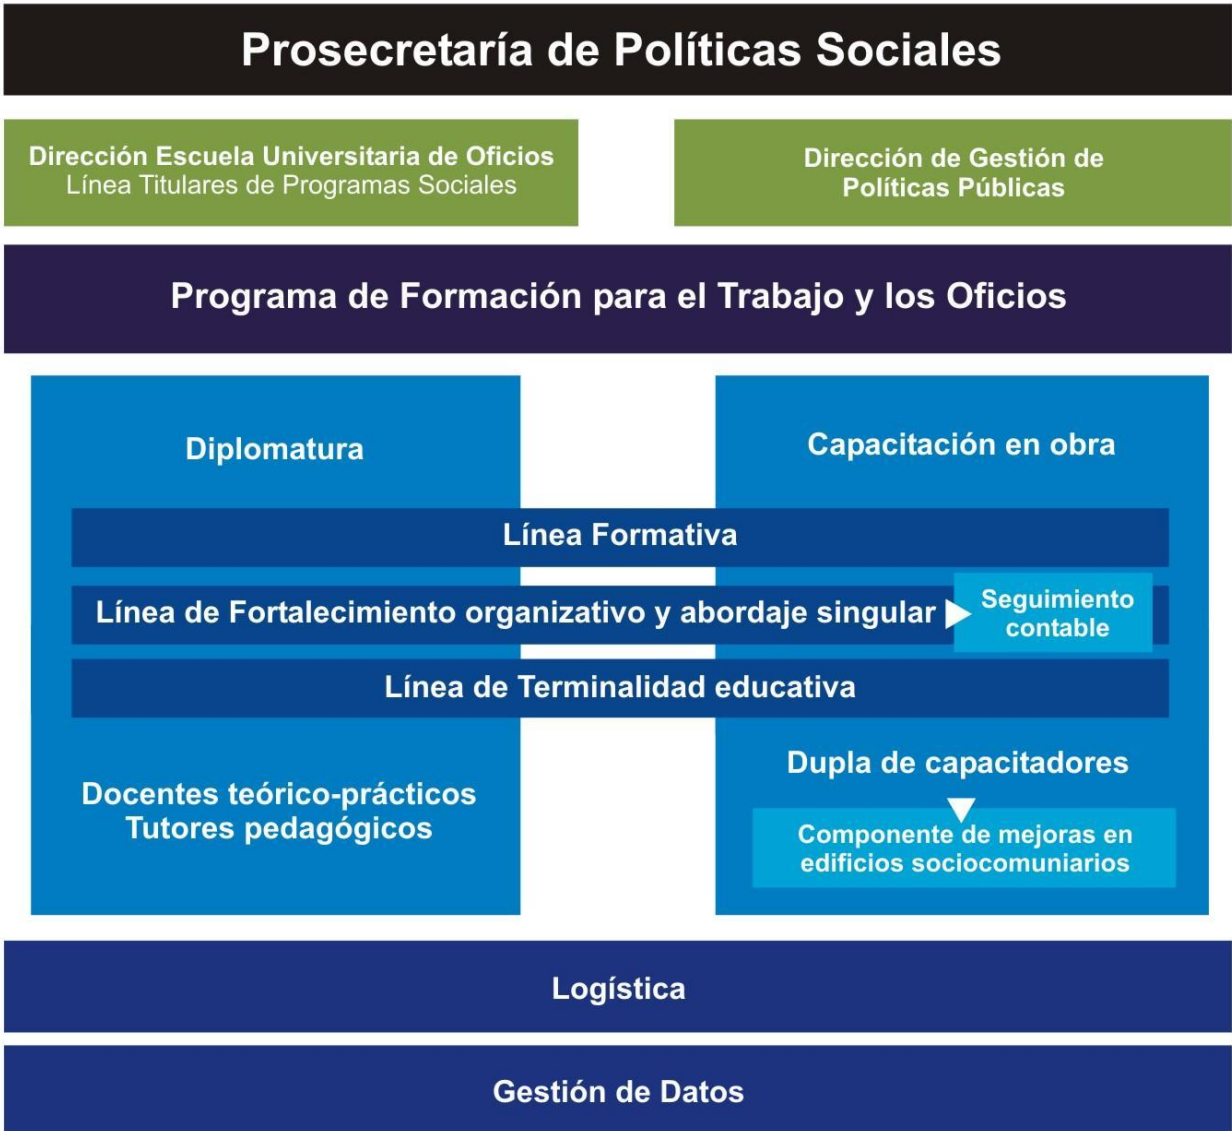 Prosecretaría de Políticas Sociales
Dirección Escuela Universitaria de Oficios
Línea Titulares de Programas Sociales
Dirección de Gestión de
Políticas Públicas
Programa de Formación para el Trabajo y los Oficios
Diplomatura
Capacitación en obra
Línea Formativa
Línea de Fortalecimiento organizativo y abordaje singular
Seguimiento
contable
Línea de Terminalidad educativa
Docentes teórico-prácticos
Tutores pedagógicos
Dupla de capacitadores
Componente de mejoras en
edificios sociocomuniarios
Logística
Gestión de Datos